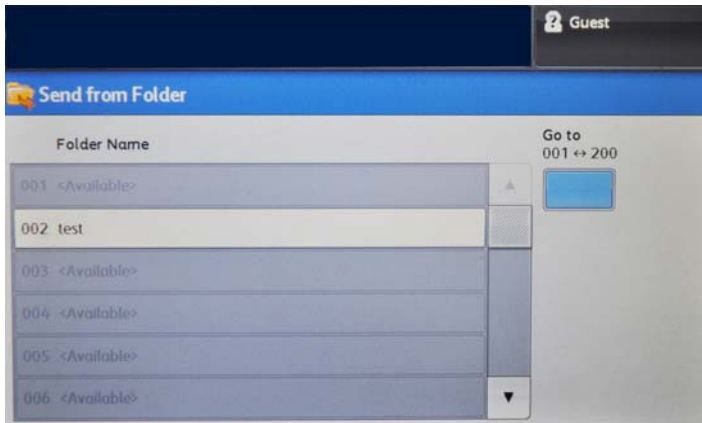 Guest
Send from Folder
Folder Name
Go to
001 ↔ 200
001 <Available>
002 test
003 <Available>
004 <Available>
005 <Available>
006 <Available>